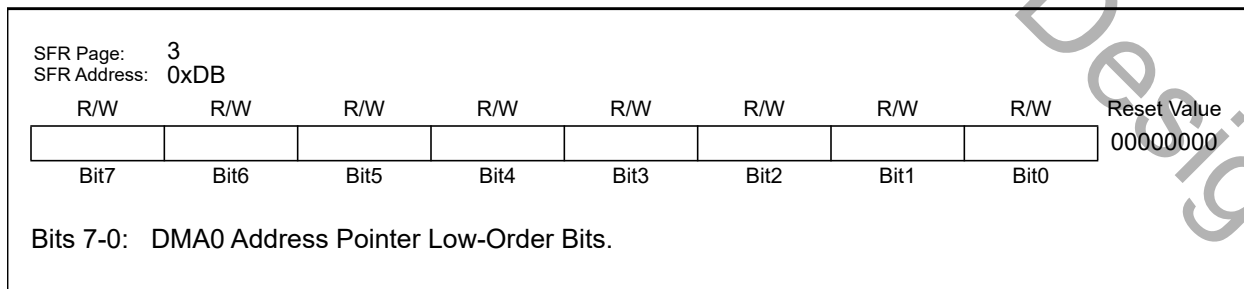 SFR Page: 3
SFR Address: 0xDB
R/W R/W R/W R/W R/W R/W R/W R/W Reset Value
00000000
Bit7 Bit6 Bit5 Bit4 Bit3 Bit2 Bit1 Bit0
Bits 7-0: DMA0 Address Pointer Low-Order Bits.